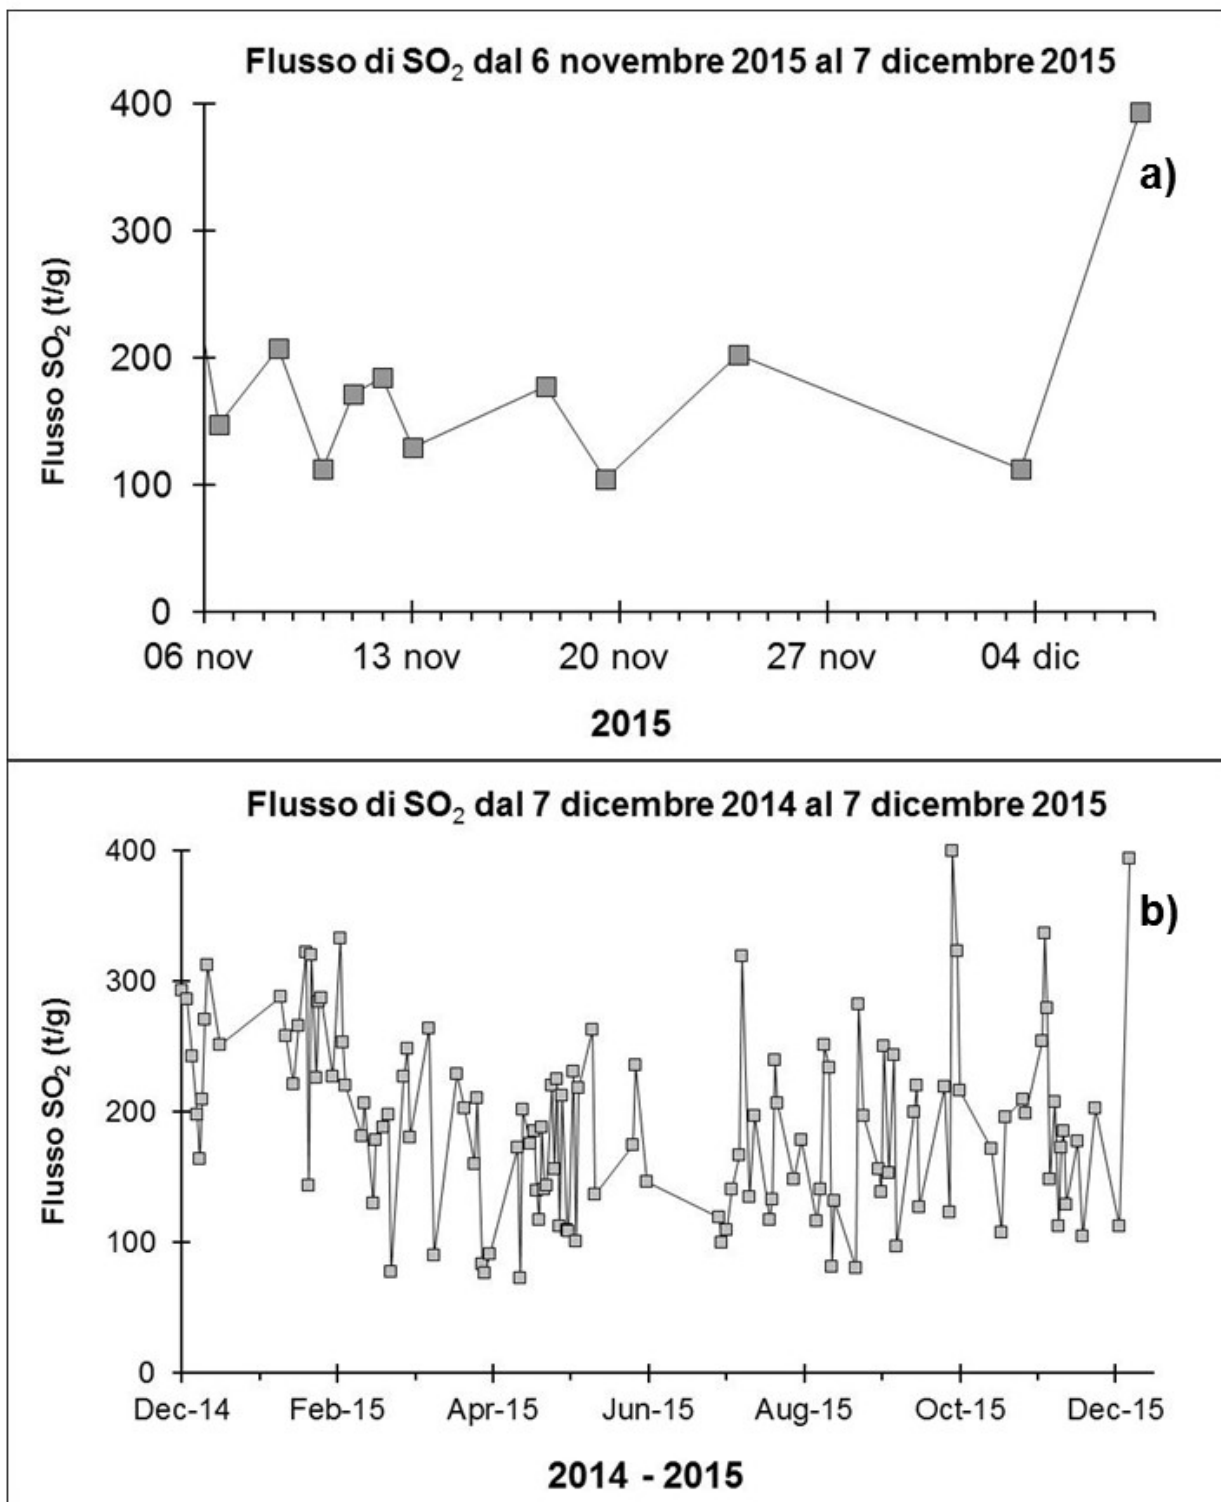 Flusso di SO₂ dal 6 novembre 2015 al 7 dicembre 2015
a)
Flusso SO₂ (t/g)
400
300
200
100
0
06 nov 13 nov 20 nov 27 nov 04 dic
2015
Flusso di SO₂ dal 7 dicembre 2014 al 7 dicembre 2015
b)
Flusso SO₂ (t/g)
400
300
200
100
0
Dec-14 Feb-15 Apr-15 Jun-15 Aug-15 Oct-15 Dec-15
2014 - 2015